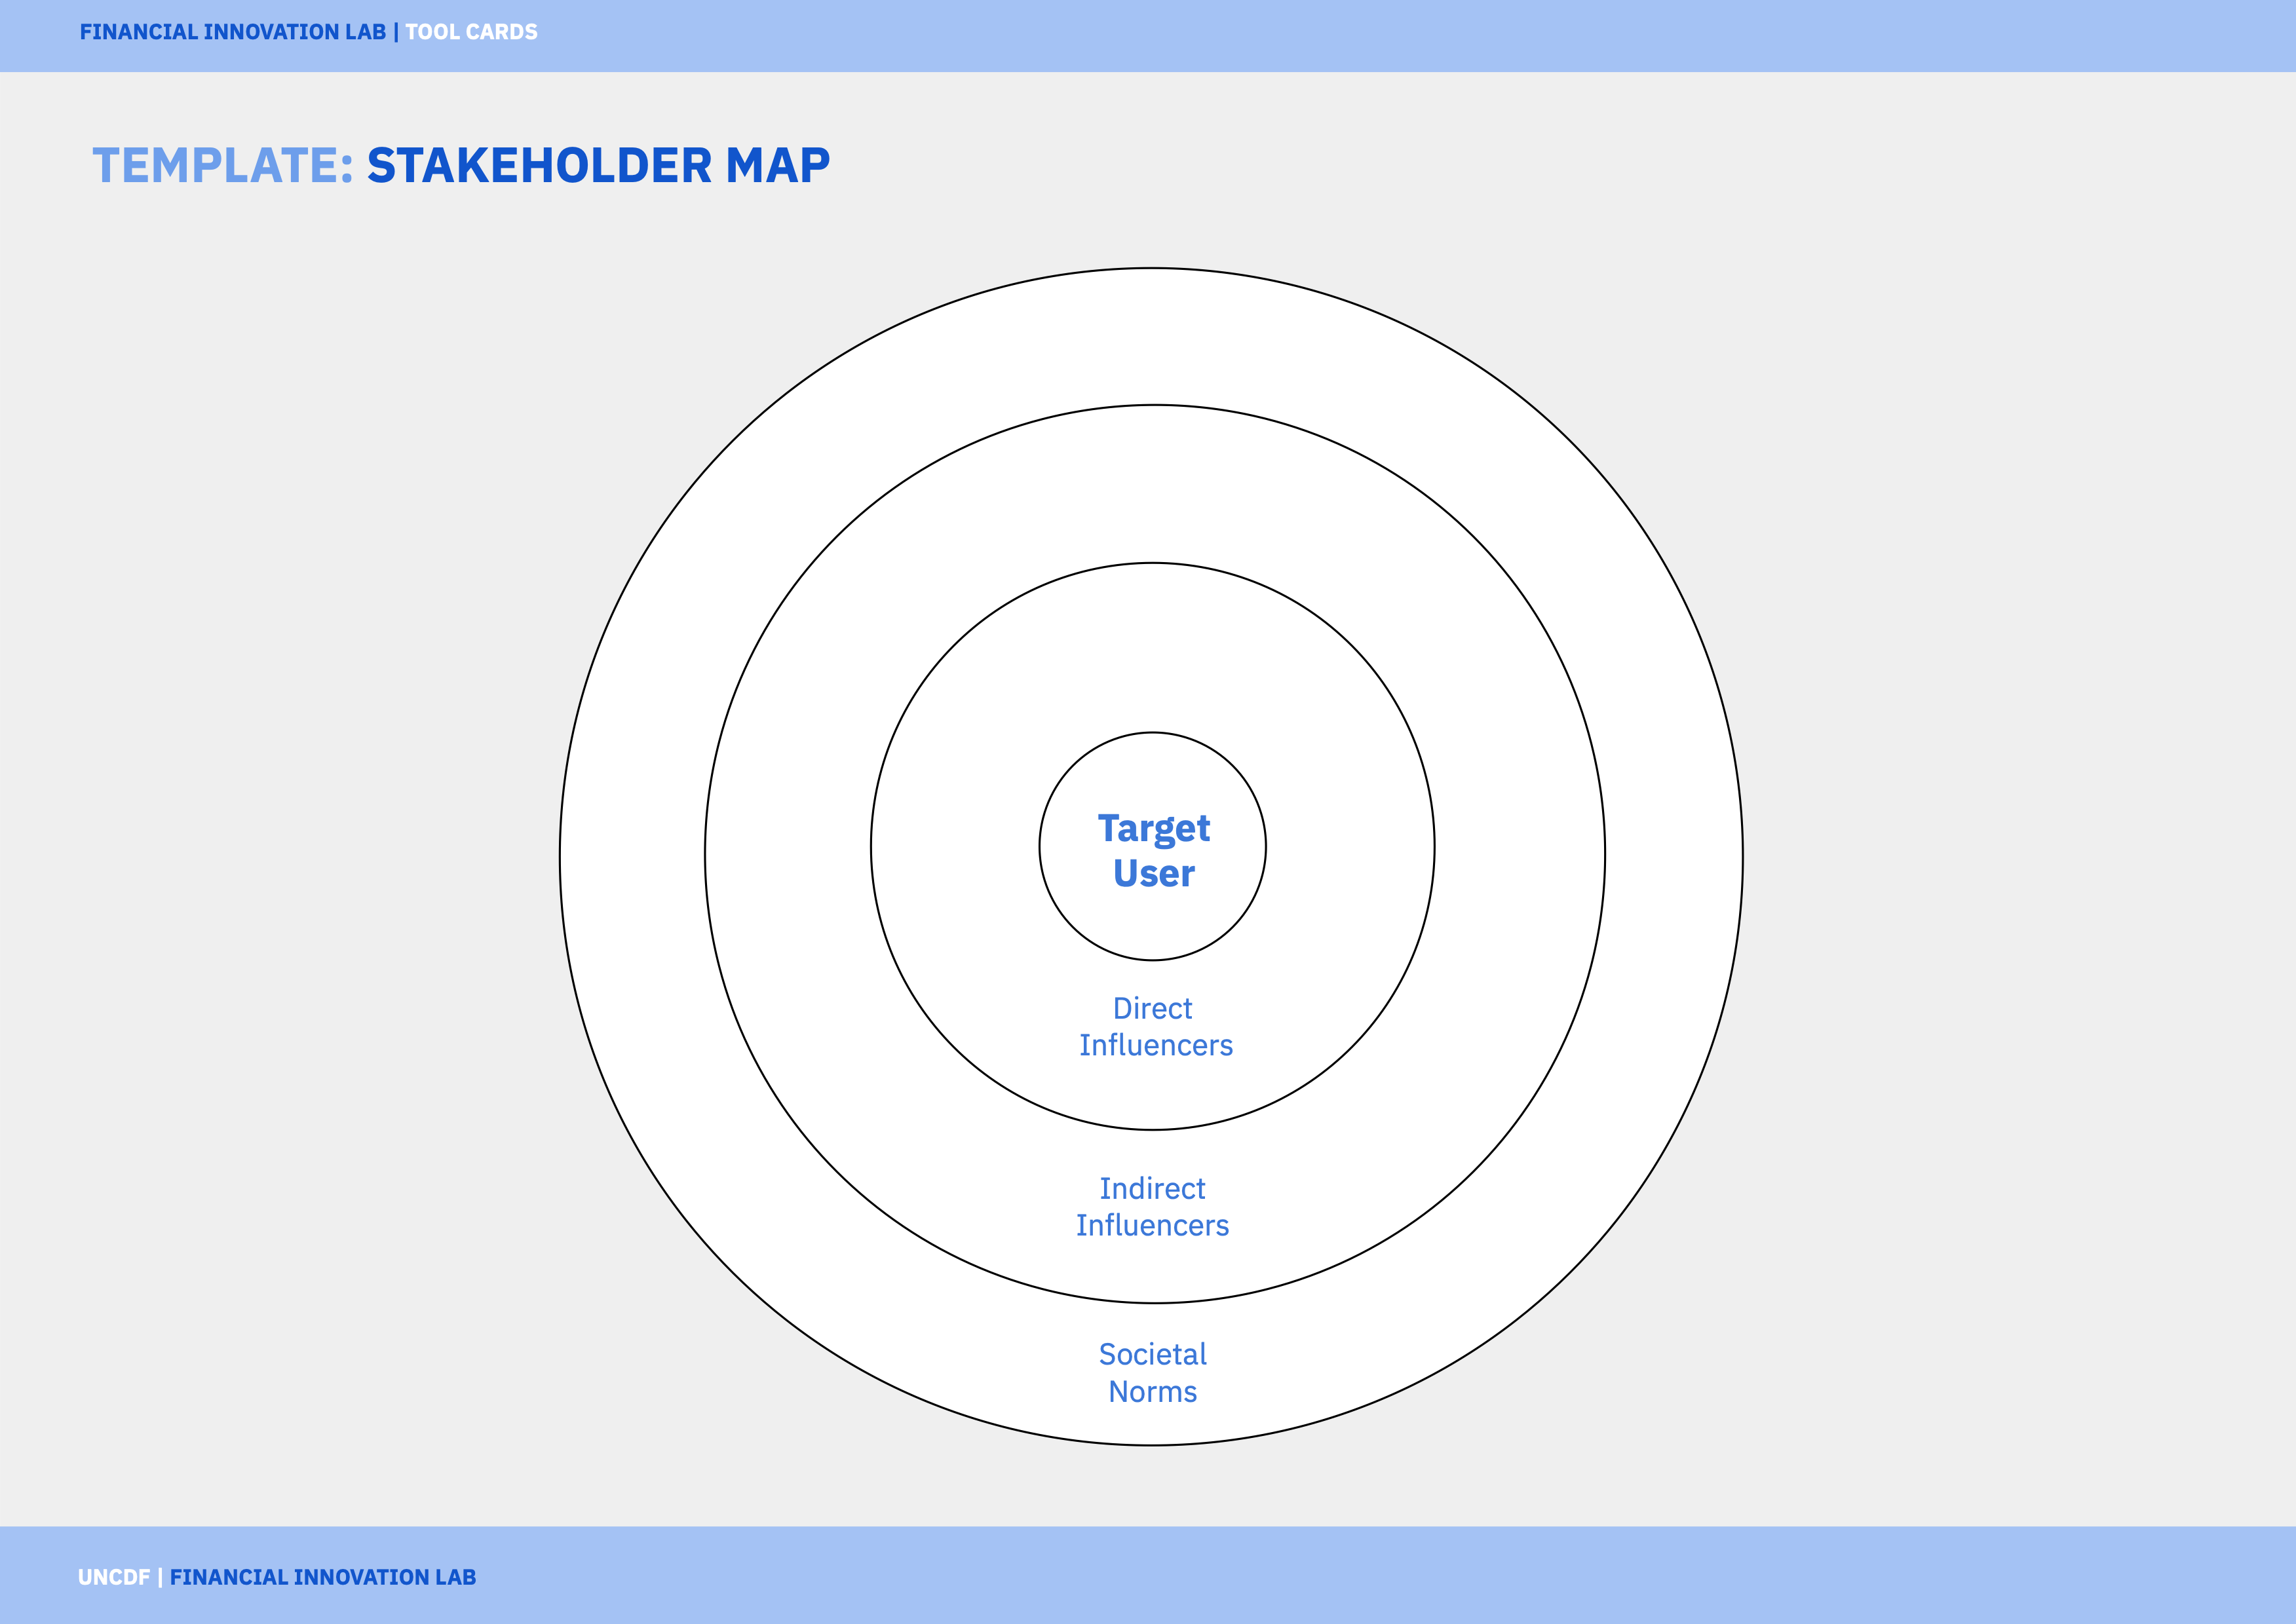 FINANCIAL INNOVATION LAB | TOOL CARDS
TEMPLATE: STAKEHOLDER MAP
Target
User
Direct
Influencers
Indirect
Influencers
Societal
Norms
UNCDF | FINANCIAL INNOVATION LAB